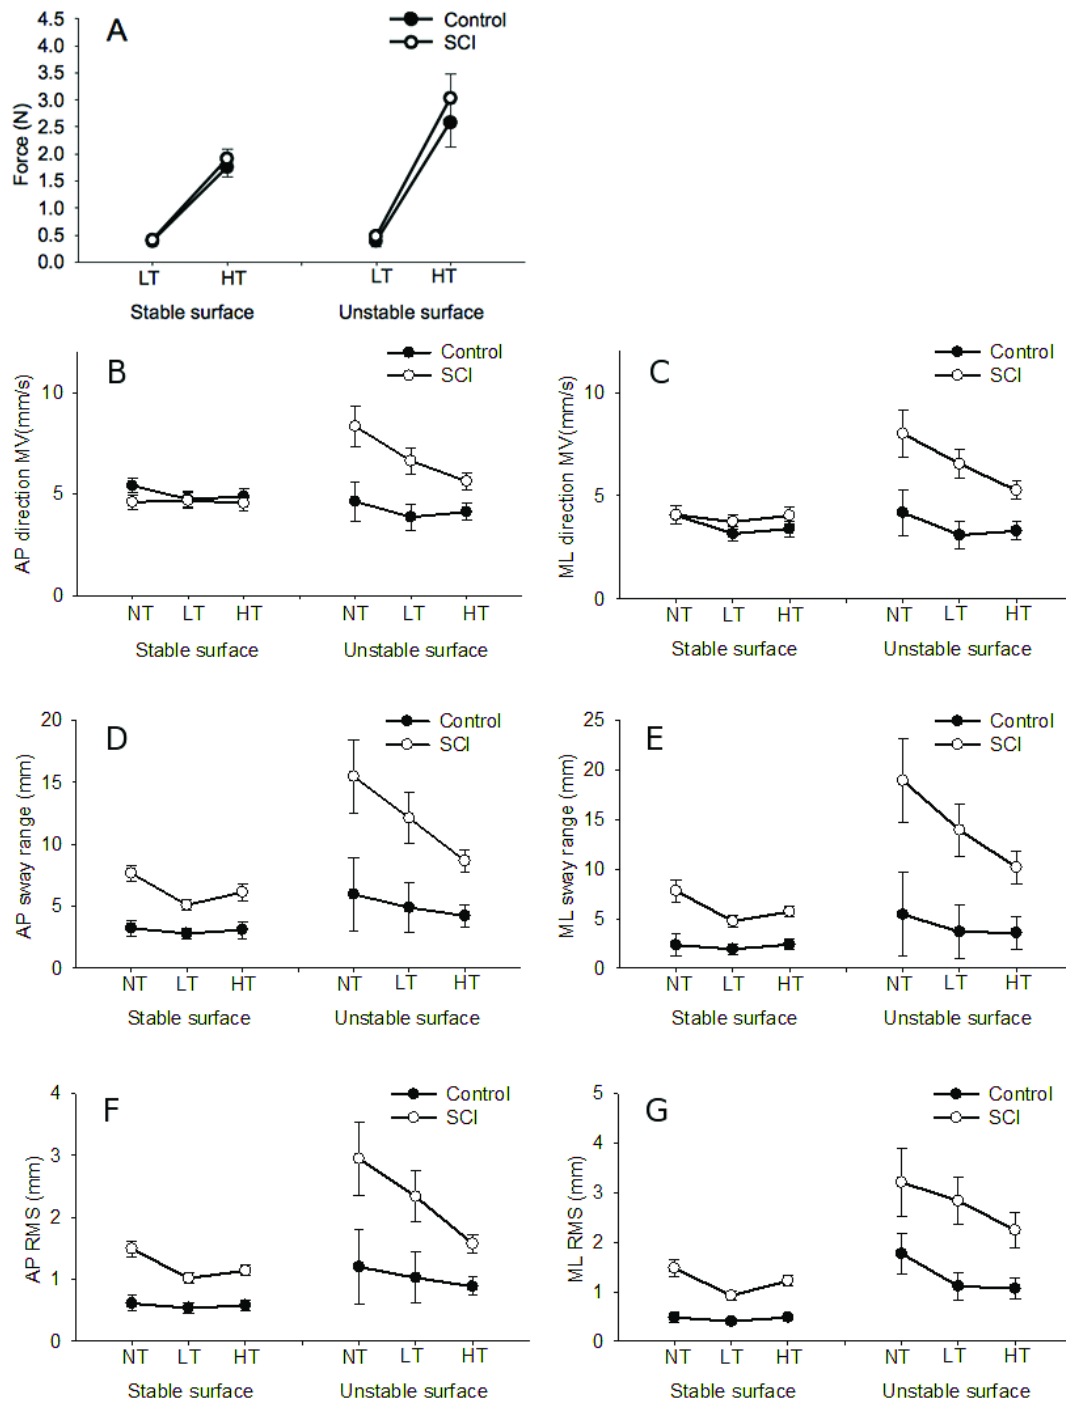 A
Control
SCI
4.5
4.0
3.5
3.0
2.5
2.0
1.5
1.0
0.5
0.0
Force (N)
LT HT LT HT
Stable surface Unstable surface
B
Control
SCI
10
5
0
AP direction MV(mm/s)
NT LT HT NT LT HT
Stable surface Unstable surface
C
Control
SCI
10
5
0
ML direction MV(mm/s)
NT LT HT NT LT HT
Stable surface Unstable surface
D
Control
SCI
20
15
10
5
0
AP sway range (mm)
NT LT HT NT LT HT
Stable surface Unstable surface
E
Control
SCI
25
20
15
10
5
0
ML sway range (mm)
NT LT HT NT LT HT
Stable surface Unstable surface
F
Control
SCI
4
3
2
1
0
AP RMS (mm)
NT LT HT NT LT HT
Stable surface Unstable surface
G
Control
SCI
5
4
3
2
1
0
ML RMS (mm)
NT LT HT NT LT HT
Stable surface Unstable surface